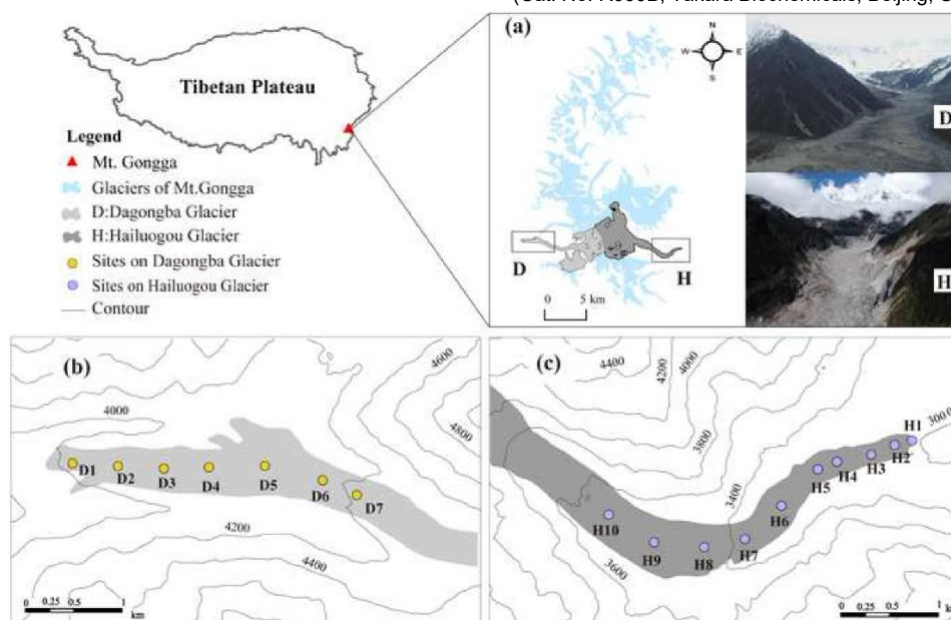 (a)
N
W E
S
Tibetan Plateau
Legend
Mt. Gongga
Glaciers of Mt.Gongga
D:Dagongba Glacier
H:Hailuogou Glacier
Sites on Dagongba Glacier
Sites on Hailuogou Glacier
Contour
D
H
0 5 km
D
H
(b)
4600
4000
4800
D1 D2 D3 D4 D5 D6 D7
4200
4400
0 0.25 0.5 1
km
(c)
4400
4200
4000
3800
3000
H1
H2
H3
H4
H5
3400
H6
H10
H9 H8 H7
3600
0 0.25 0.5 1